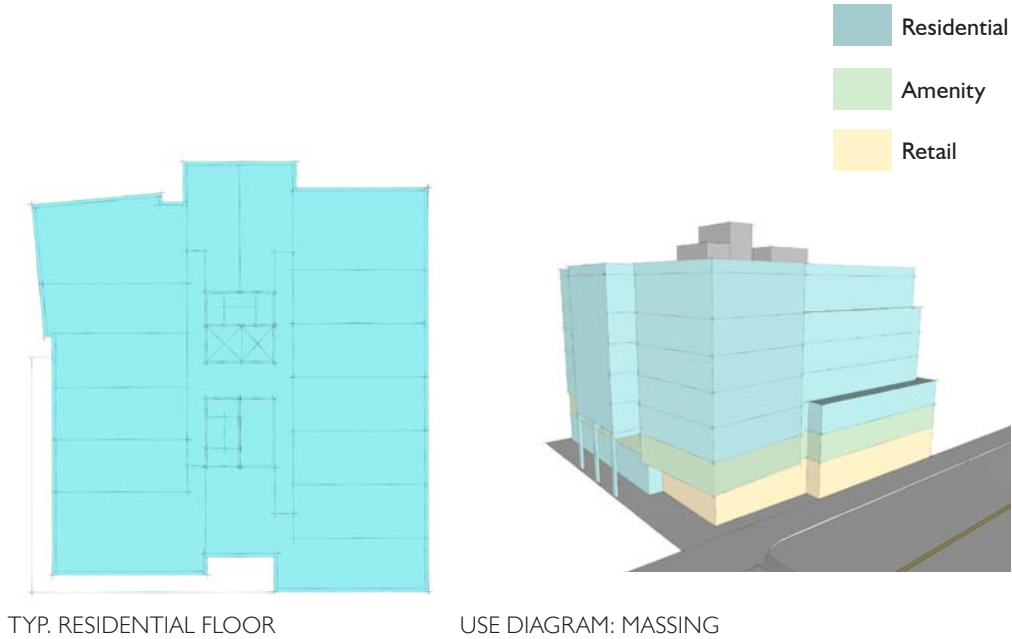 Residential
Amenity
Retail
TYP. RESIDENTIAL FLOOR
USE DIAGRAM: MASSING